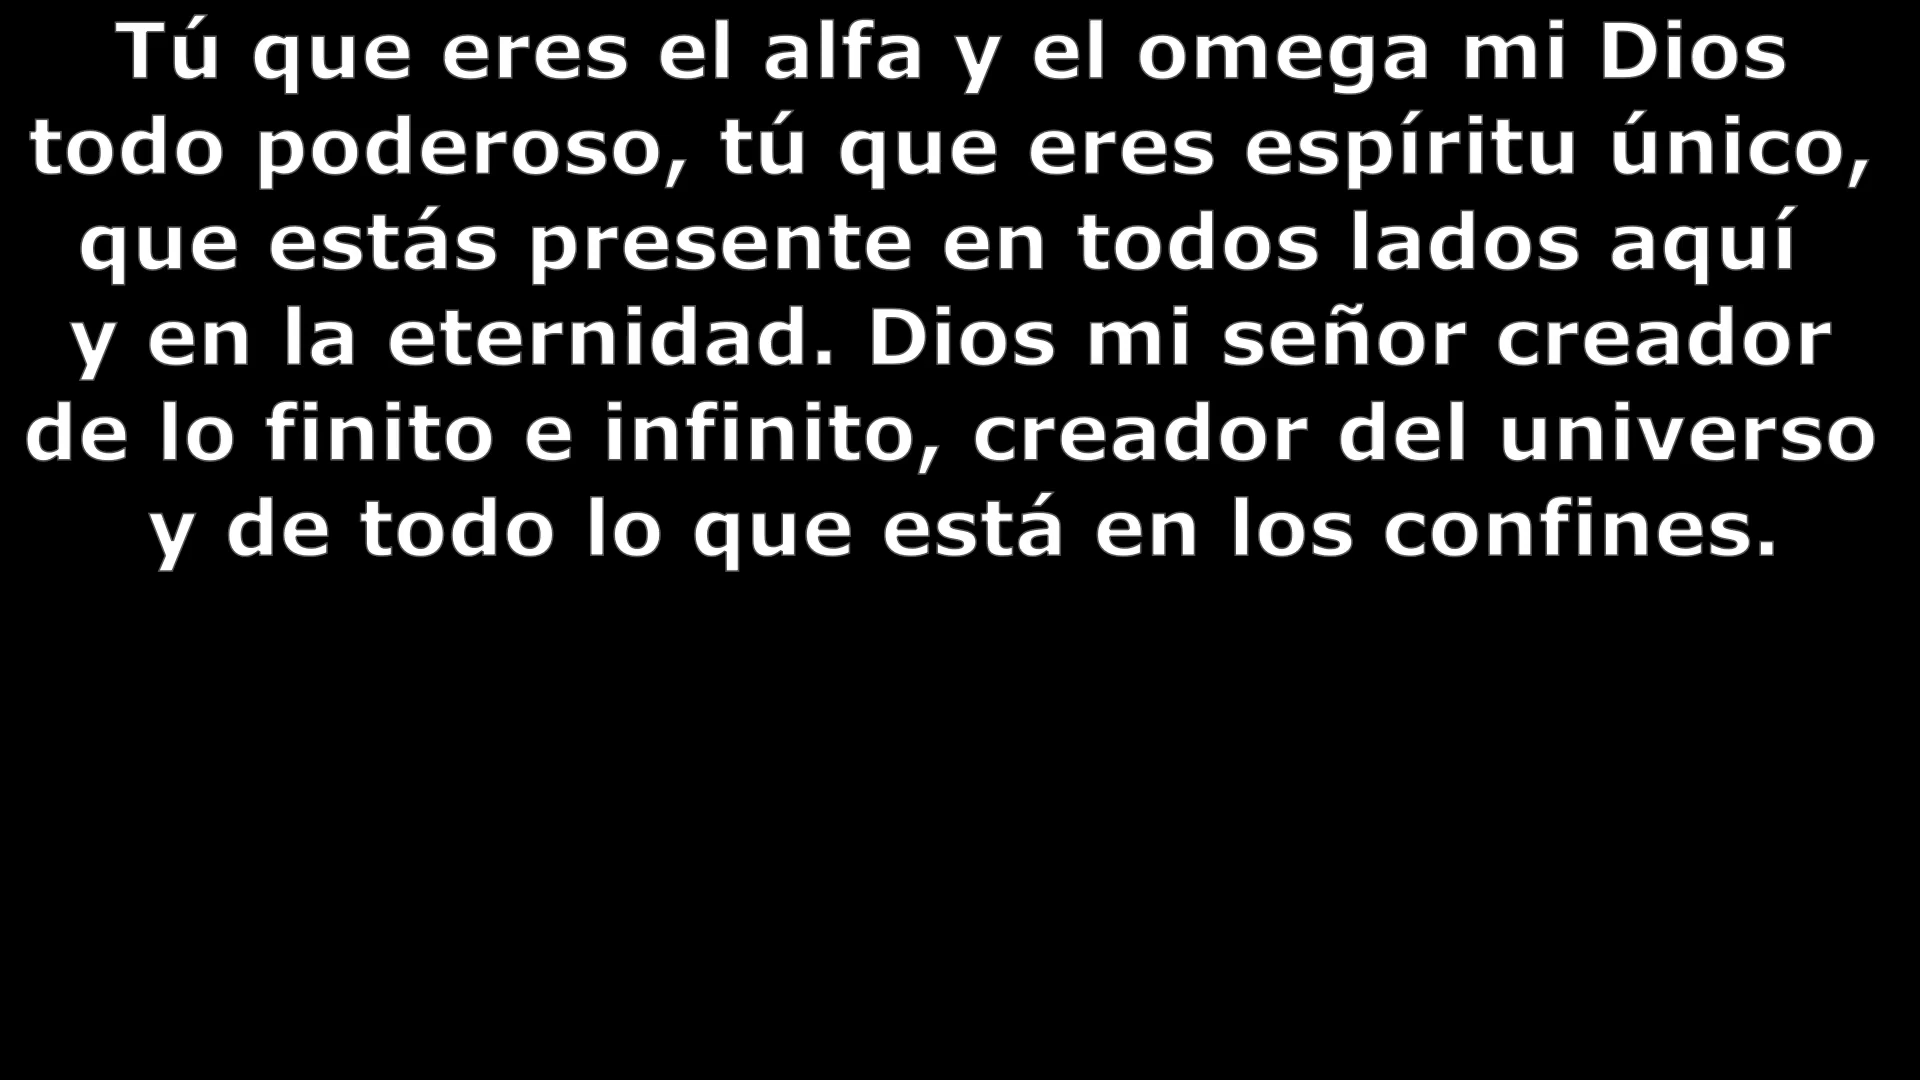 Tú que eres el alfa y el omega mi Dios
todo poderoso, tú que eres espíritu único,
que estás presente en todos lados aquí
y en la eternidad. Dios mi señor creador
de lo finito e infinito, creador del universo
y de todo lo que está en los confines.